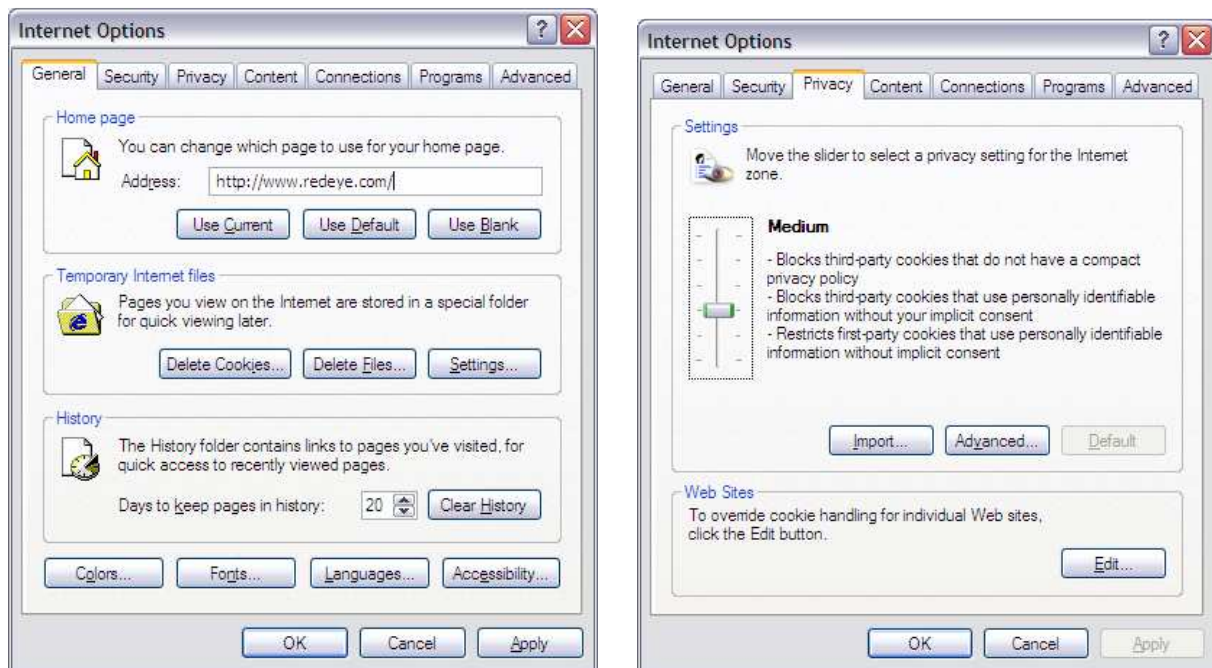 Internet Options
General Security Privacy Content Connections Programs Advanced
Home page
You can change which page to use for your home page.
Address: http://www.redeye.com/
Use Current Use Default Use Blank
Temporary Internet files
Pages you view on the Internet are stored in a special folder
for quick viewing later.
Delete Cookies... Delete Files... Settings...
History
The History folder contains links to pages you've visited, for
quick access to recently viewed pages.
Days to keep pages in history: 20 Clear History
Colors... Fonts... Languages... Accessibility...
OK Cancel Apply
Internet Options
General Security Privacy Content Connections Programs Advanced
Settings
Move the slider to select a privacy setting for the Internet
zone.
Medium
- Blocks third-party cookies that do not have a compact
privacy policy
- Blocks third-party cookies that use personally identifiable
information without your implicit consent
- Restricts first-party cookies that use personally identifiable
information without implicit consent
Import... Advanced... Default
Web Sites
To override cookie handling for individual Web sites,
click the Edit button.
Edit...
OK Cancel Apply